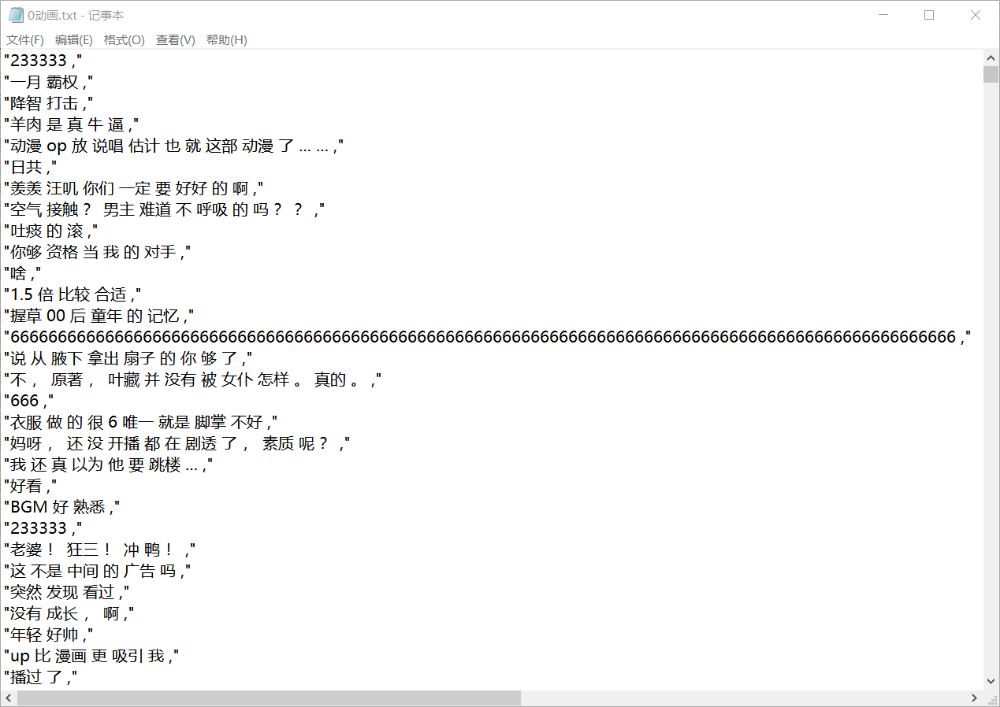 0动画.txt - 记事本
文件(F) 编辑(E) 格式(O) 查看(V) 帮助(H)
"233333 ,"
"一月 霸权 ,"
"降智 打击 ,"
"羊肉 是 真 牛 逼 ,"
"动漫 op 放 说唱 估计 也 就 这部 动漫 了 ... ... ,"
"日共 ,"
"羡羡 汪叽 你们 一定 要 好好 的 啊 ,"
"空气 接触 ？ 男主 难道 不 呼吸 的 吗 ？ ？ ,"
"吐痰 的 滚 ,"
"你够 资格 当 我 的 对手 ,"
"啥 ,"
"1.5 倍 比较 合适 ,"
"握草 00 后 童年 的 记忆 ,"
"6666666666666666666666666666666666666666666666666666666666666666666666666666666666666666666666666666 ,"
"说 从 腋下 拿出 扇子 的 你 够 了 ,"
"不 ， 原著 ， 叶藏 并 没有 被 女仆 怎样 。 真的 。 ,"
"666 ,"
"衣服 做 的 很 6 唯一 就是 脚掌 不好 ,"
"妈呀 ， 还 没 开播 都 在 剧透 了 ， 素质 呢 ？ ,"
"我 还 真 以为 他 要 跳楼 ... ,"
"好看 ,"
"BGM 好 熟悉 ,"
"233333 ,"
"老婆 ！ 狂三 ！ 冲 鸭 ！ ,"
"这 不是 中间 的 广告 吗 ,"
"突然 发现 看过 ,"
"没有 成长 ， 啊 ,"
"年轻 好帅 ,"
"up 比 漫画 更 吸引 我 ,"
"播过 了 ,"